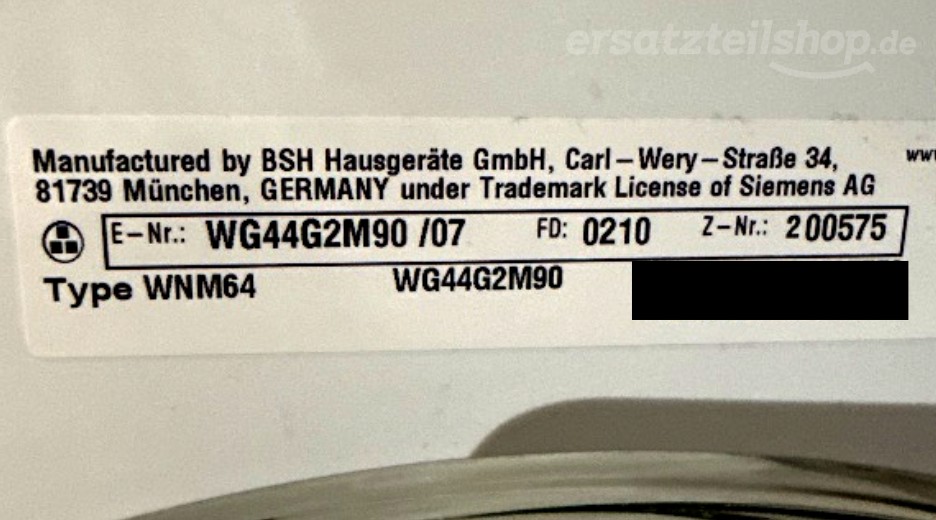 ersatzteilshop.de
Manufactured by BSH Hausgeräte GmbH, Carl–Wery–Straße 34,
www
81739 München, GERMANY under Trademark License of Siemens AG
E–Nr.: WG44G2M90 /07 FD: 0210 Z–Nr.: 200575
Type WNM64 WG44G2M90